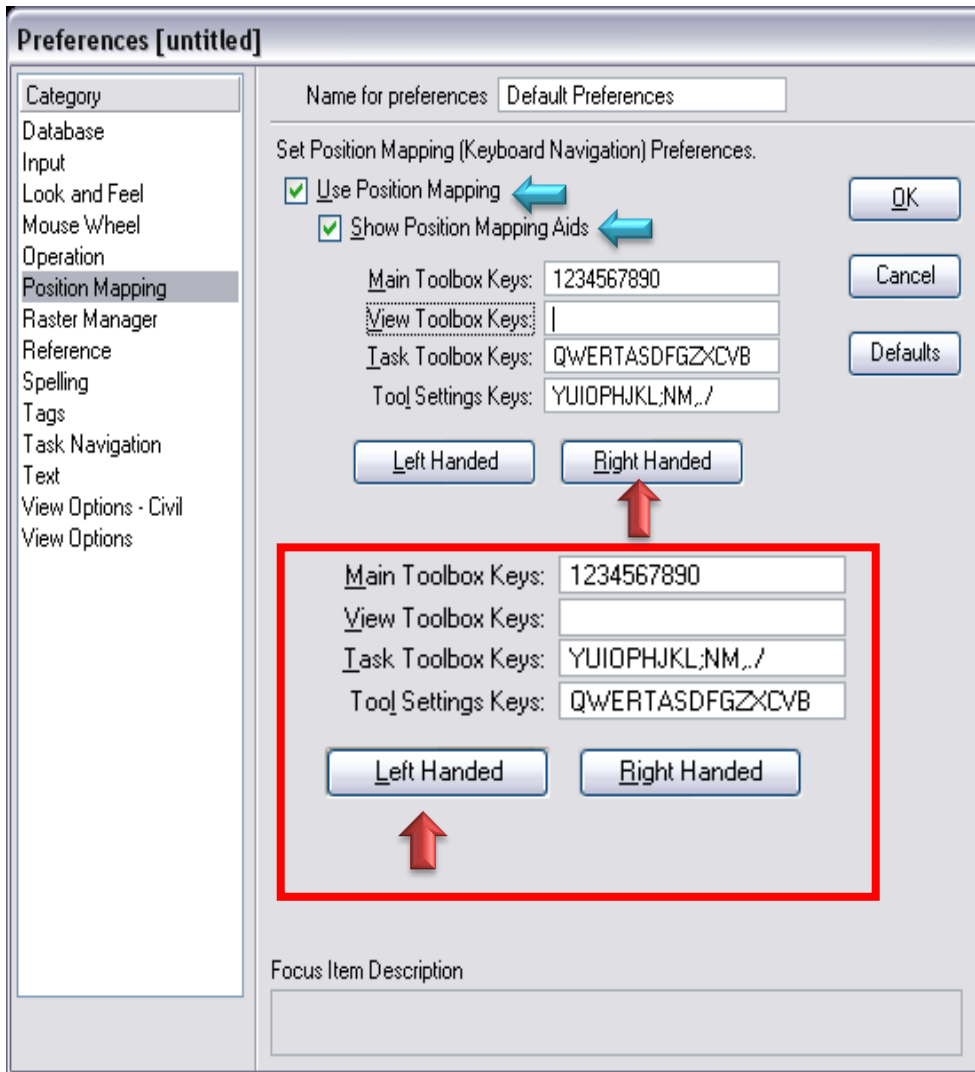 Preferences [untitled]
Category
Database
Input
Look and Feel
Mouse Wheel
Operation
Position Mapping
Raster Manager
Reference
Spelling
Tags
Task Navigation
Text
View Options - Civil
View Options
Name for preferences Default Preferences
Set Position Mapping (Keyboard Navigation) Preferences.
Use Position Mapping
Show Position Mapping Aids
Main Toolbox Keys: 1234567890
View Toolbox Keys:
Task Toolbox Keys: QWERTASDFGZXCVB
Tool Settings Keys: YUIOPHJKL;NM,./
Left Handed Right Handed
OK
Cancel
Defaults
Main Toolbox Keys: 1234567890
View Toolbox Keys:
Task Toolbox Keys: YUIOPHJKL;NM,./
Tool Settings Keys: QWERTASDFGZXCVB
Left Handed Right Handed
Focus Item Description